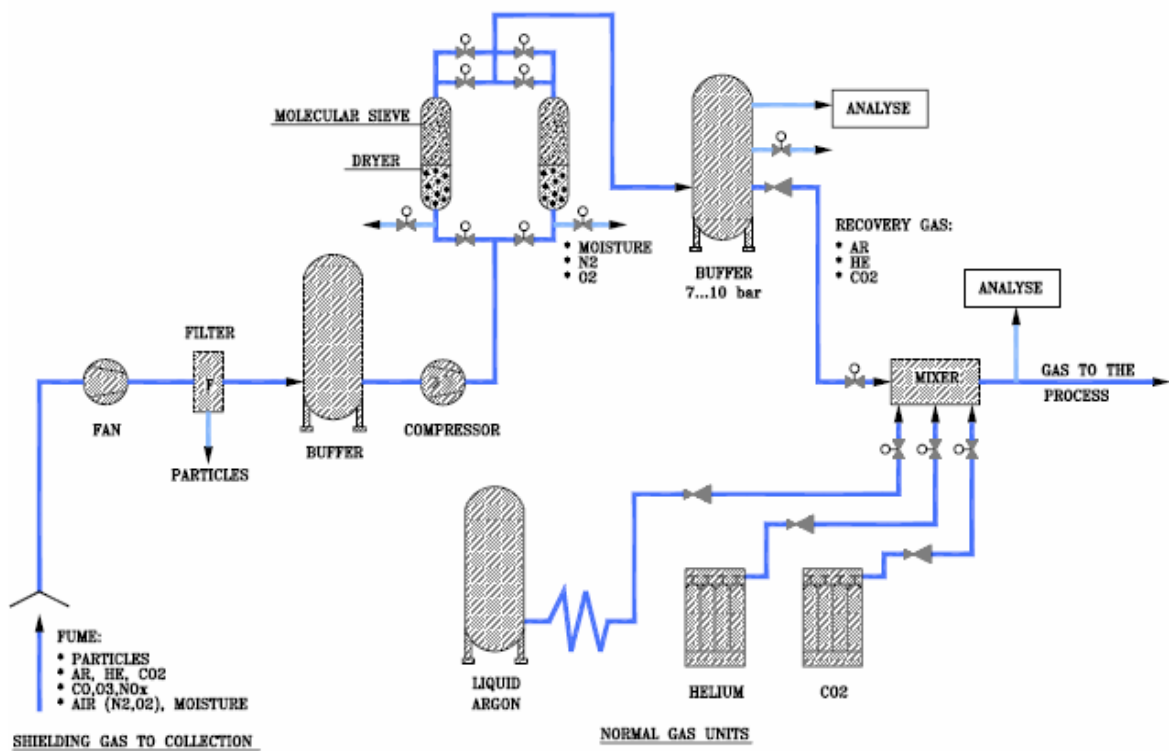 MOLECULAR SIEVE
DRYER
* MOISTURE
* N2
* O2
ANALYSE
BUFFER
7...10 bar
RECOVERY GAS:
* AR
* HE
* CO2
ANALYSE
FILTER
F
FAN
PARTICLES
BUFFER
COMPRESSOR
MIXER
GAS TO THE
PROCESS
FUME:
* PARTICLES
* AR, HE, CO2
* CO,O3,NOx
* AIR (N2,O2), MOISTURE
SHIELDING GAS TO COLLECTION
LIQUID
ARGON
HELIUM
CO2
NORMAL GAS UNITS